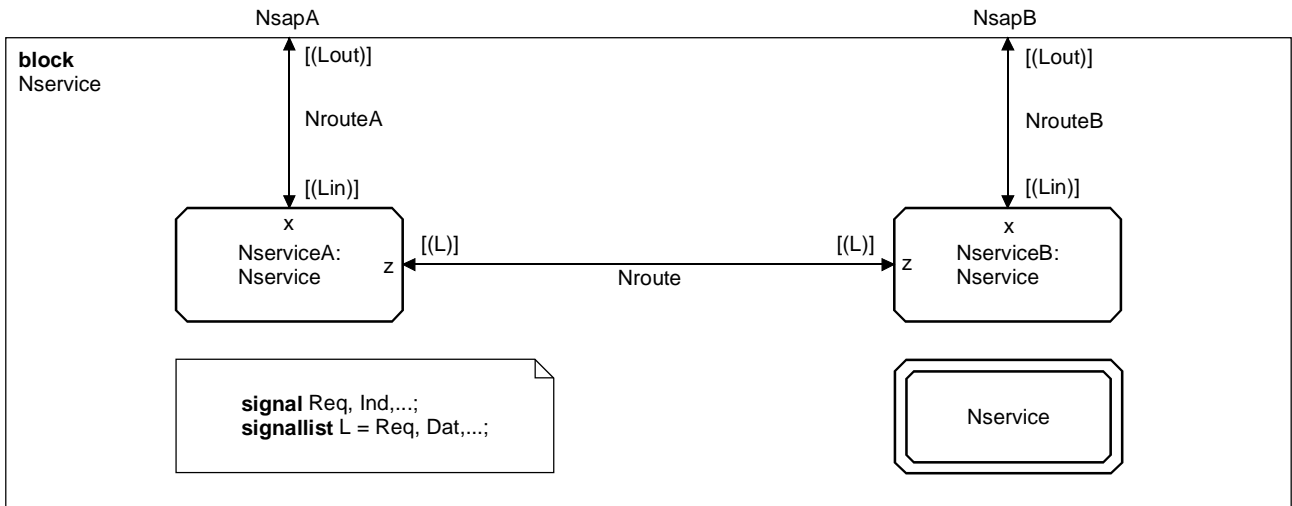 NsapA
NsapB
block
Nservice
[(Lout)]
[(Lout)]
NrouteA
NrouteB
[(Lin)]
[(Lin)]
x
x
NserviceA:
Nservice
z
[(L)]
[(L)]
Nroute
z
NserviceB:
Nservice
signal Req, Ind,...;
signallist L = Req, Dat,...;
Nservice